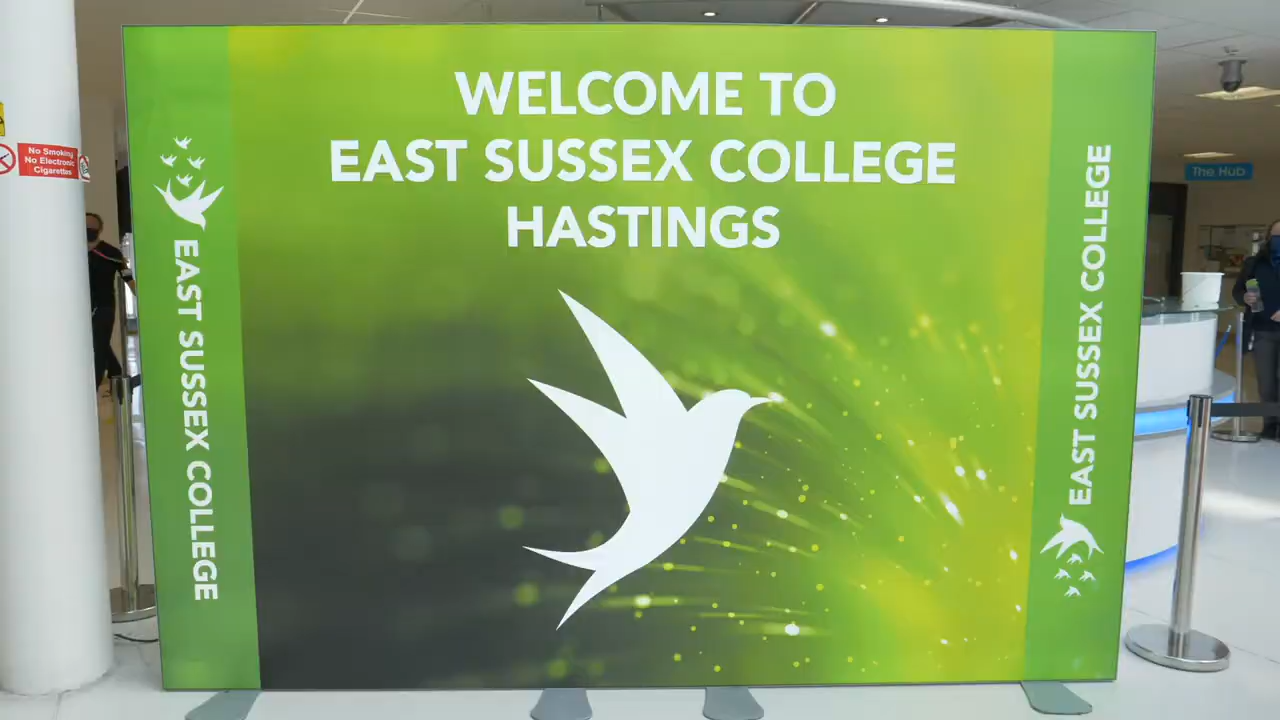 WELCOME TO
EAST SUSSEX COLLEGE
HASTINGS
EAST SUSSEX COLLEGE
EAST SUSSEX COLLEGE
No Smoking
No Electronic
Cigarettes
The Hub